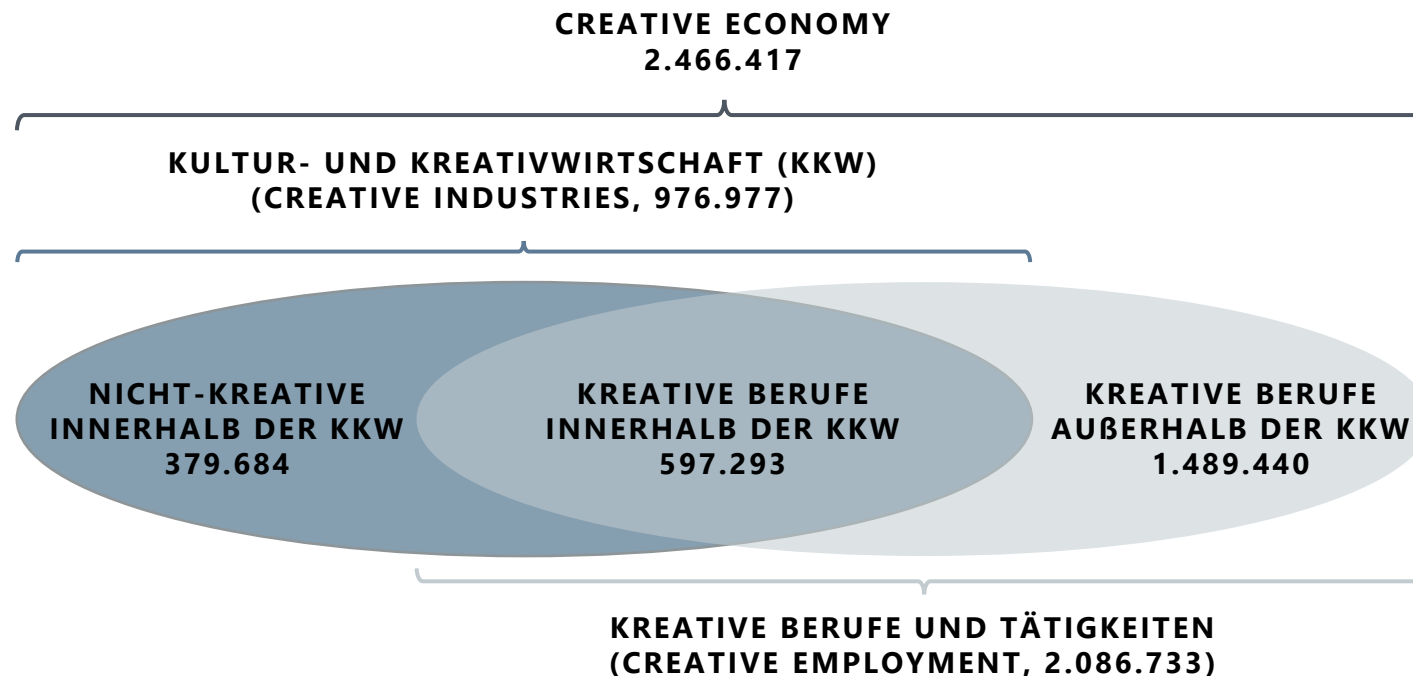 CREATIVE ECONOMY
2.466.417
KULTUR- UND KREATIVWIRTSCHAFT (KKW)
(CREATIVE INDUSTRIES, 976.977)
NICHT-KREATIVE
INNERHALB DER KKW
379.684
KREATIVE BERUFE
INNERHALB DER KKW
597.293
KREATIVE BERUFE
AUßERHALB DER KKW
1.489.440
KREATIVE BERUFE UND TÄTIGKEITEN
(CREATIVE EMPLOYMENT, 2.086.733)